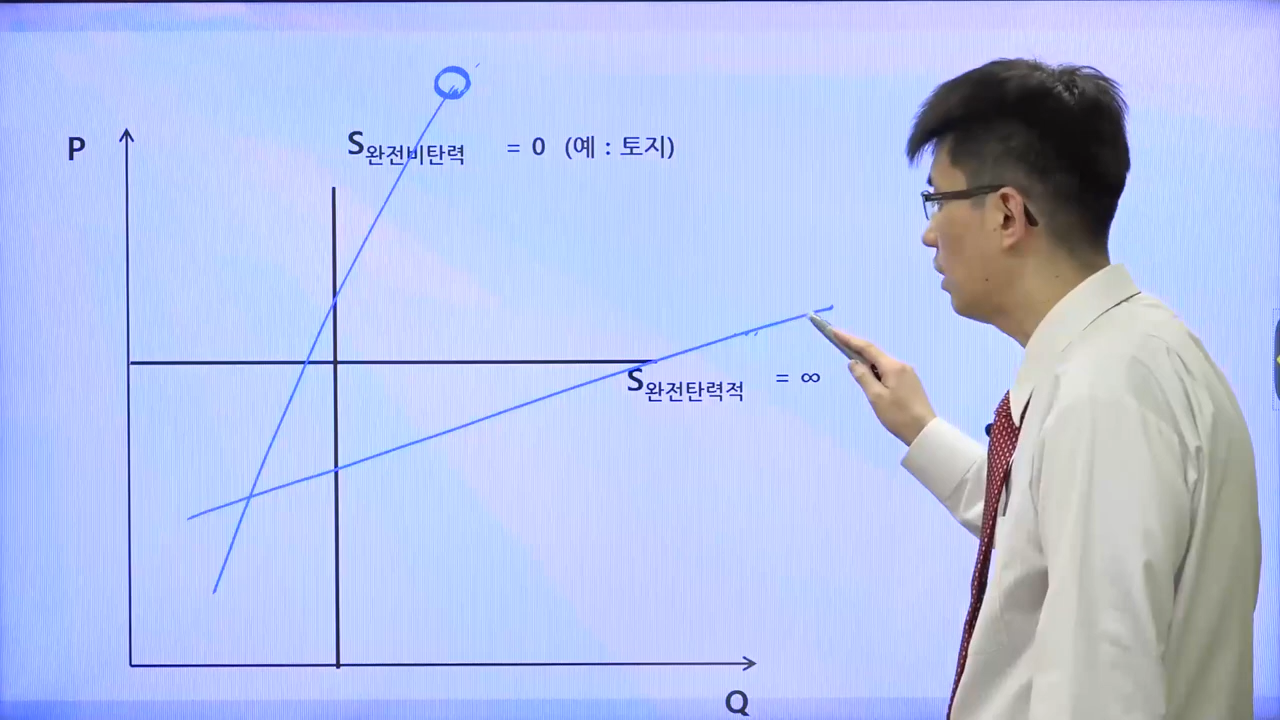 P
S완전비탄력 = 0 (예 : 토지)
S완전탄력적 = ∞
Q